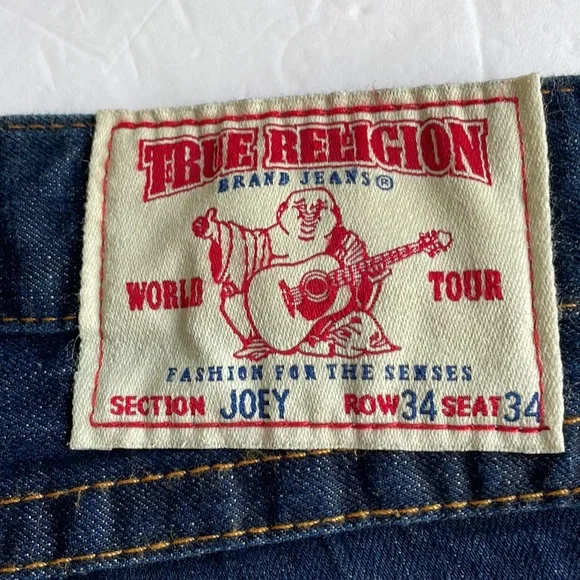 TRUE RELIGION
BRAND JEANS®
WORLD TOUR
FASHION FOR THE SENSES
SECTION JOEY ROW 34 SEAT 34